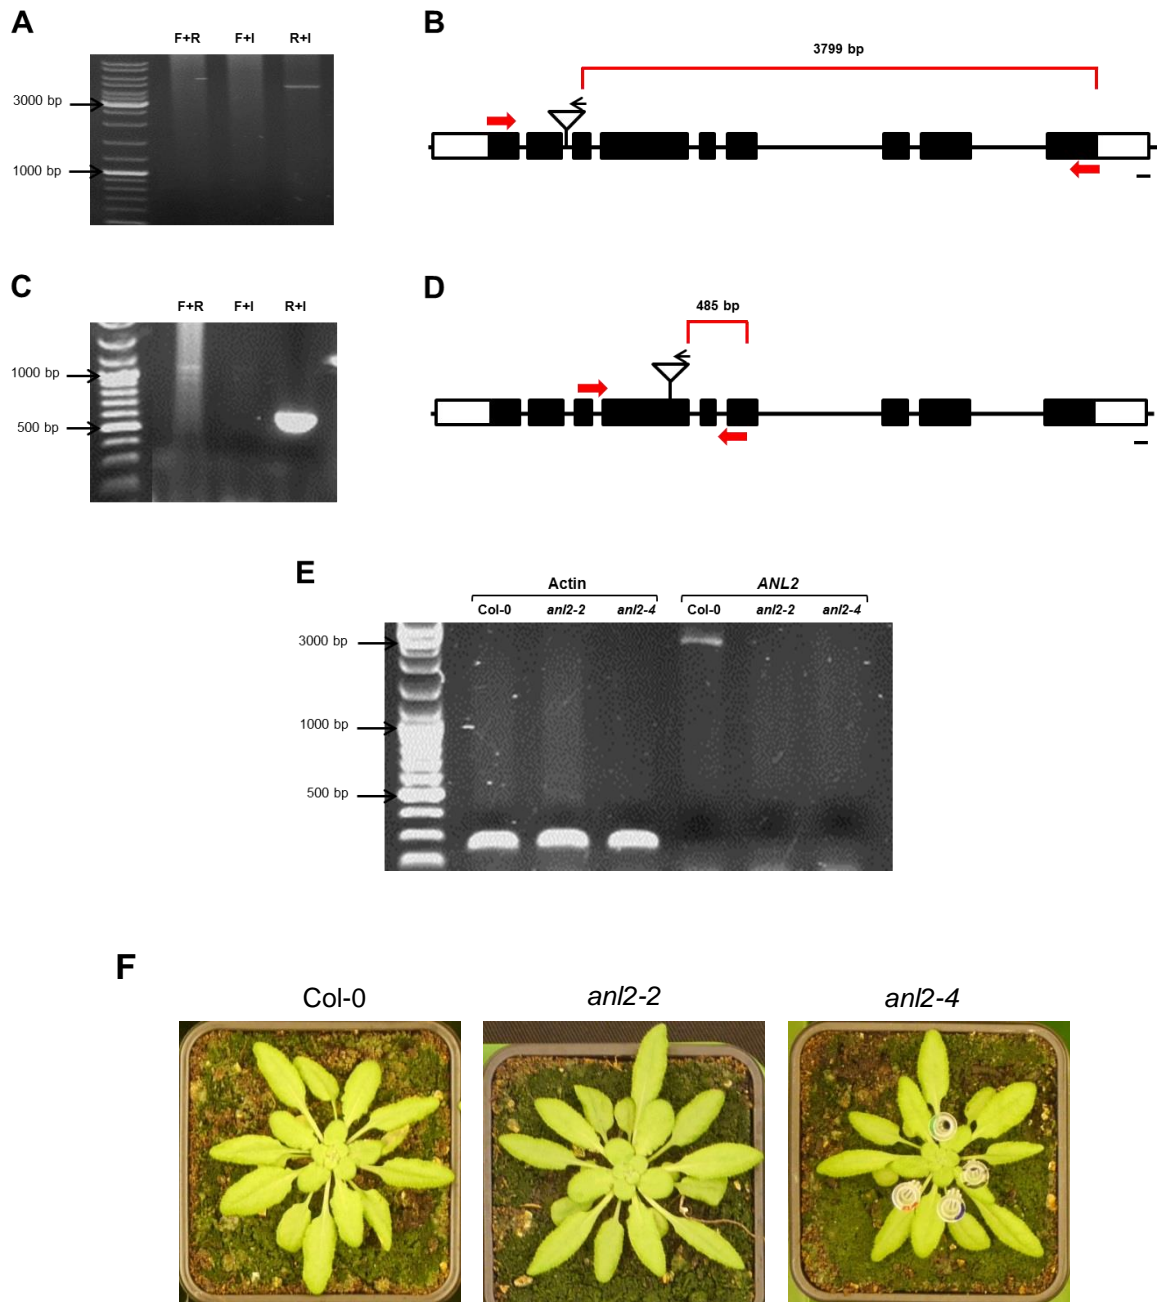 A
F+R F+I R+I
3000 bp
1000 bp
B
3799 bp
C
F+R F+I R+I
1000 bp
500 bp
D
485 bp
E
Actin ANL2
Col-0 anl2-2 anl2-4 Col-0 anl2-2 anl2-4
3000 bp
1000 bp
500 bp
F
Col-0 anl2-2 anl2-4